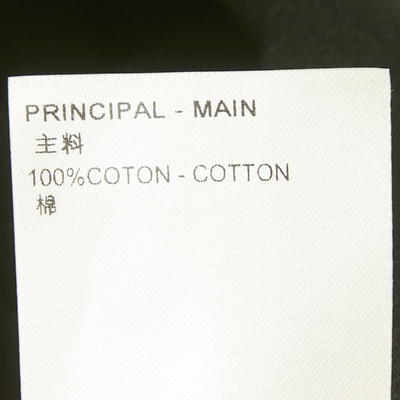 PRINCIPAL - MAIN
主料
100%COTON - COTTON
棉